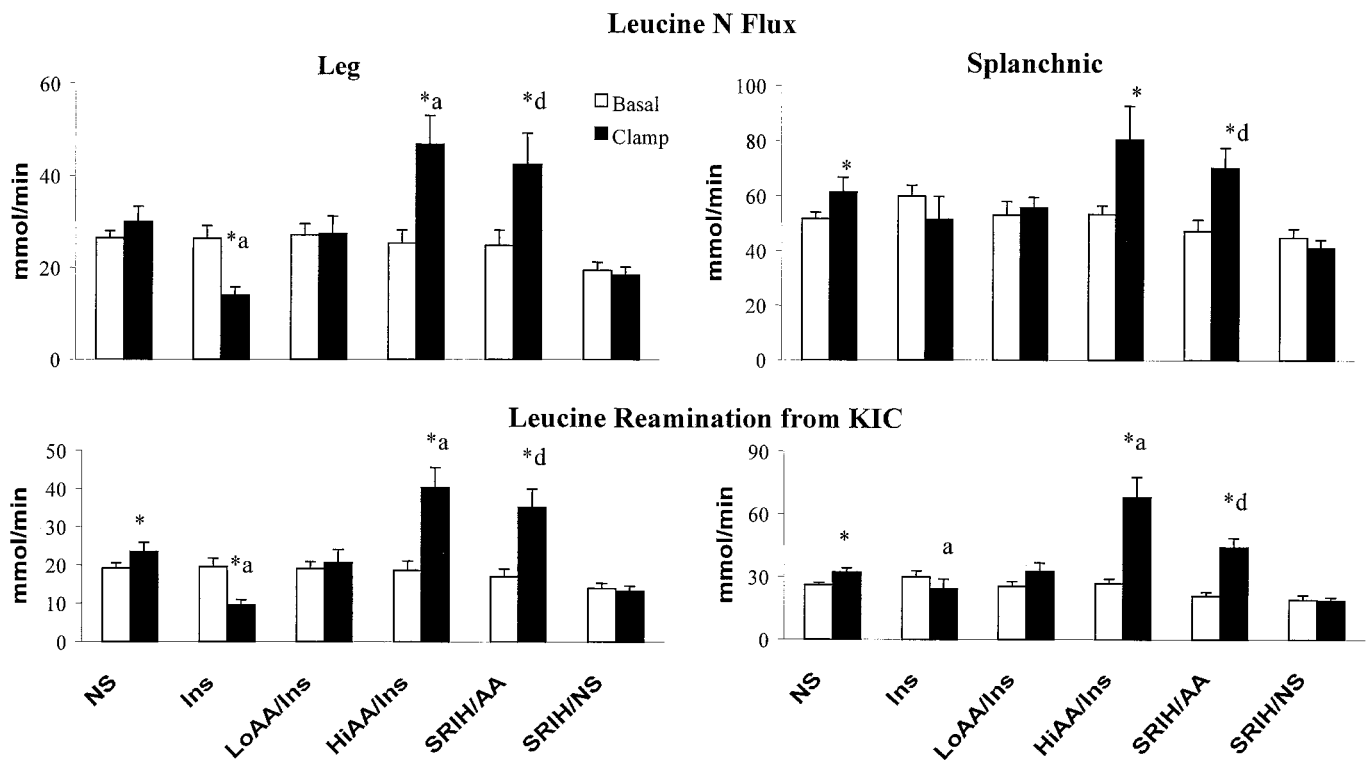 Leucine N Flux
Leg
Splanchnic
60
40
20
0
mmol/min
*a
*a
*d
Basal
Clamp
100
80
60
40
20
0
mmol/min
*
*
*d
Leucine Reamination from KIC
50
40
30
20
10
0
mmol/min
*
*a
*a
*d
90
60
30
0
mmol/min
*
a
*a
*d
NS
Ins
LoAA/Ins
HiAA/Ins
SRIH/AA
SRIH/NS
NS
Ins
LoAA/Ins
HiAA/Ins
SRIH/AA
SRIH/NS